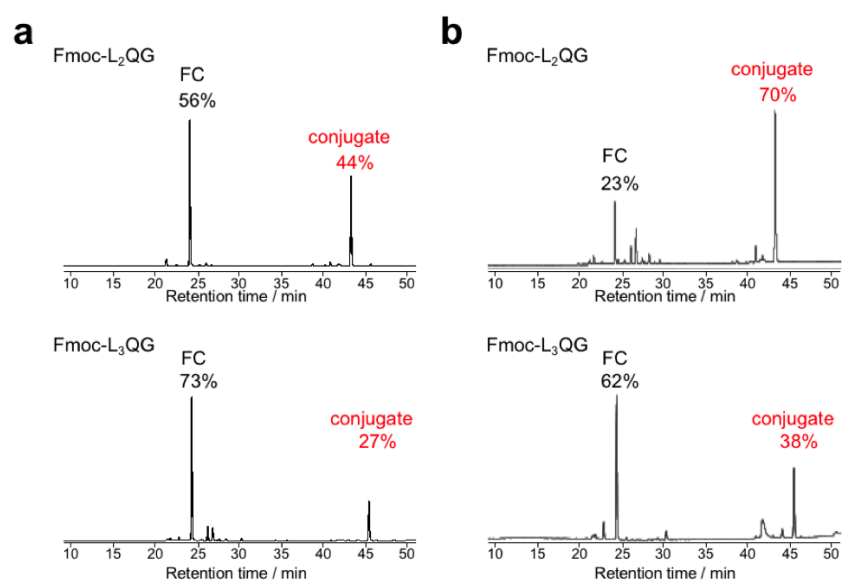 a
Fmoc-L₂QG
FC
56%
conjugate
44%
10 15 20 25 30 35 40 45 50
Retention time / min
Fmoc-L₃QG
FC
73%
conjugate
27%
10 15 20 25 30 35 40 45 50
Retention time / min
b
Fmoc-L₂QG
FC
23%
conjugate
70%
10 15 20 25 30 35 40 45 50
Retention time / min
Fmoc-L₃QG
FC
62%
conjugate
38%
10 15 20 25 30 35 40 45 50
Retention time / min